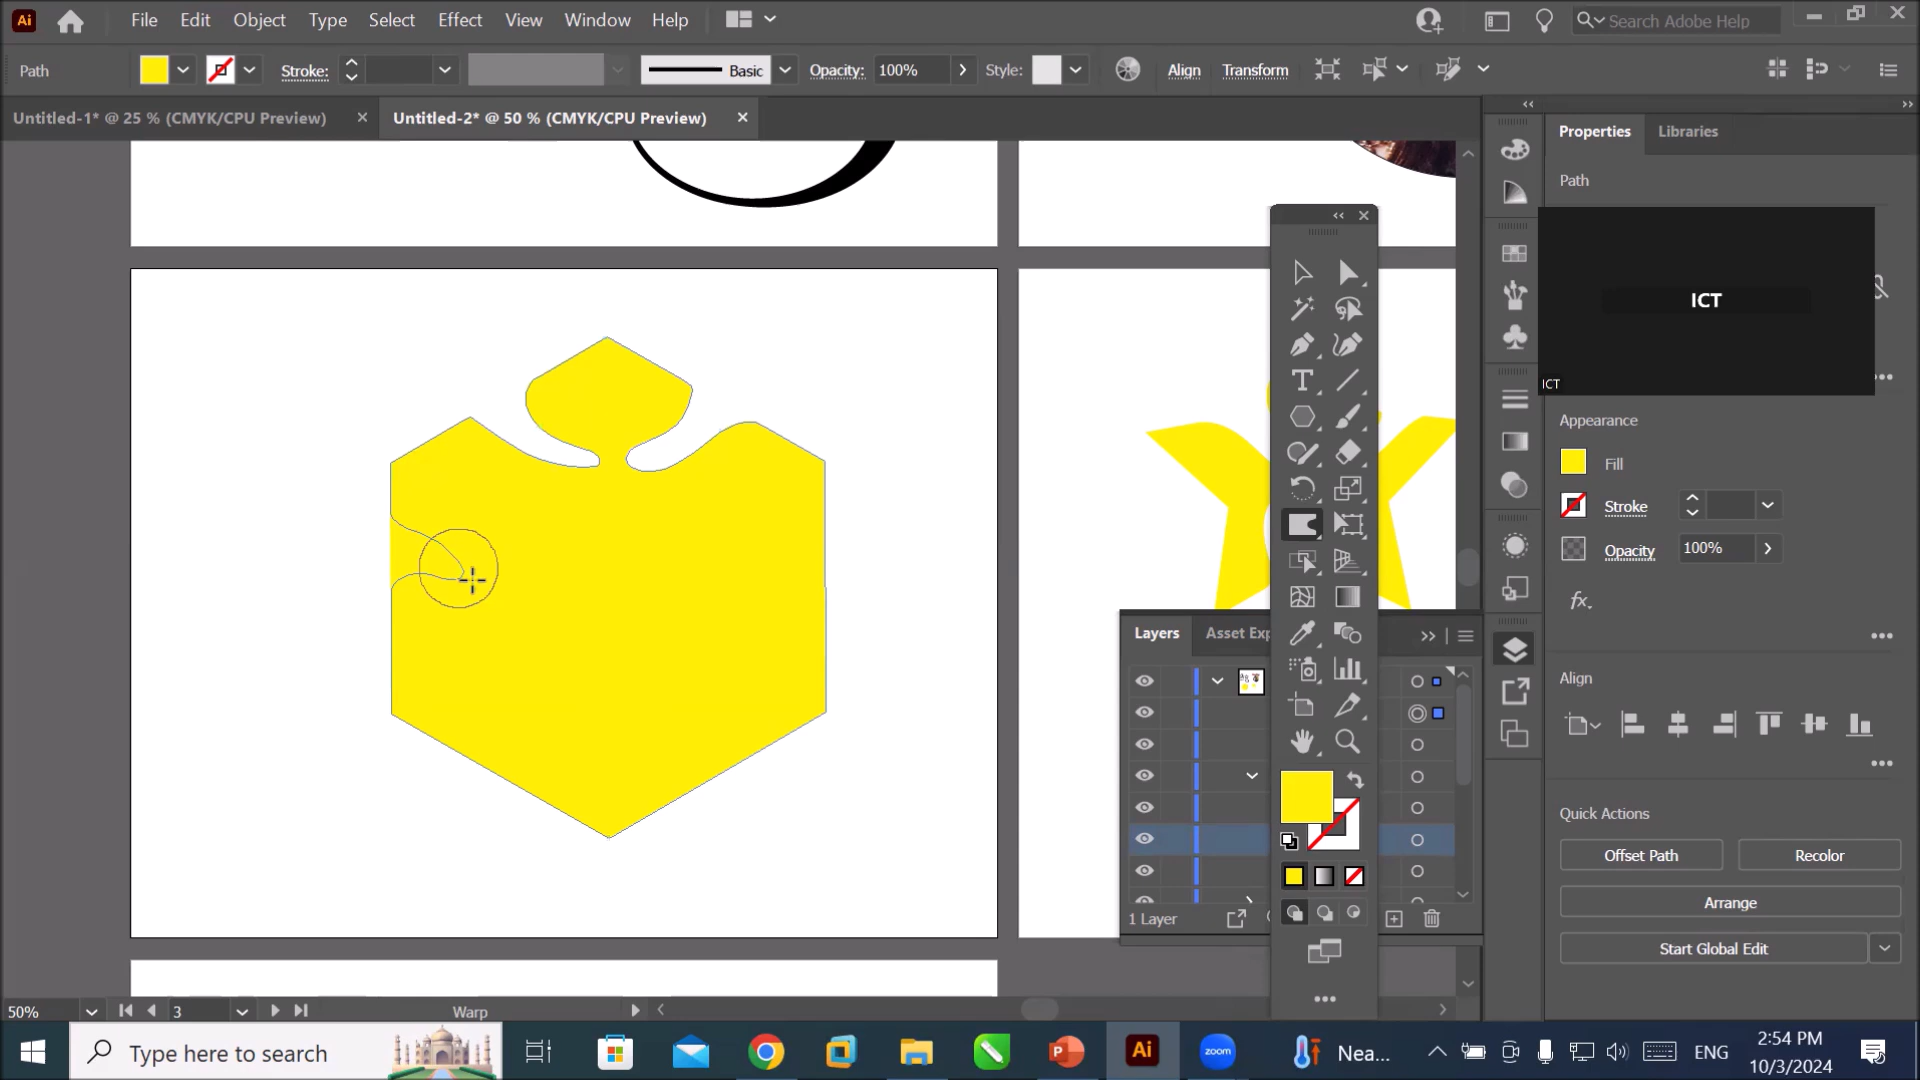 Ai File Edit Object Type Select Effect View Window Help Search Adobe Help
Path Stroke: Basic Opacity: 100% Style: Align Transform
Untitled-1* @ 25 % (CMYK/CPU Preview) Untitled-2* @ 50 % (CMYK/CPU Preview)
Properties Libraries
Path
ICT
ICT
Appearance
Fill
Stroke
Opacity 100%
fx.
Layers Asset Exp
Align
Quick Actions
Offset Path Recolor
Arrange
1 Layer
Start Global Edit
50% 3 Warp
Type here to search Ai zoom Nea... ENG 2:54 PM
10/3/2024